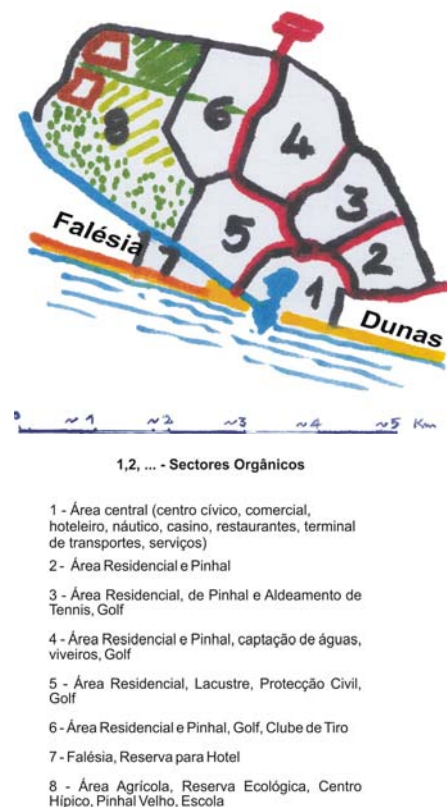 8
6
4
3
5
2
7
1
Falésia
Dunas
0 ~1 ~2 ~3 ~4 ~5 Km
1,2, ... - Sectores Orgânicos
1 - Área central (centro cívico, comercial,
hoteleiro, náutico, casino, restaurantes, terminal
de transportes, serviços)
2 - Área Residencial e Pinhal
3 - Área Residencial, de Pinhal e Aldeamento de
Tennis, Golf
4 - Área Residencial e Pinhal, captação de águas,
viveiros, Golf
5 - Área Residencial, Lacustre, Protecção Civil,
Golf
6 - Área Residencial e Pinhal, Golf, Clube de Tiro
7 - Falésia, Reserva para Hotel
8 - Área Agrícola, Reserva Ecológica, Centro
Hípico, Pinhal Velho, Escola